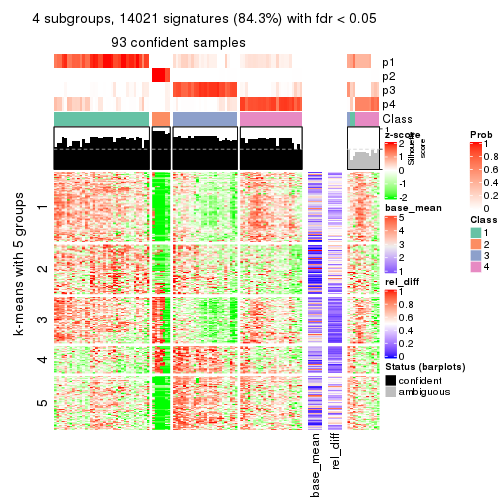 4 subgroups, 14021 signatures (84.3%) with fdr < 0.05
93 confident samples
p1
p2
p3
p4
Class
1
Silhouette
score
z-score
2
1
0
-1
-2
base_mean
5
4
3
2
1
rel_diff
1
0.8
0.6
0.4
0.2
0
Status (barplots)
confident
ambiguous
Prob
1
0.8
0.6
0.4
0.2
0
Class
1
2
3
4
k-means with 5 groups
1
2
3
4
5
base_mean
rel_diff